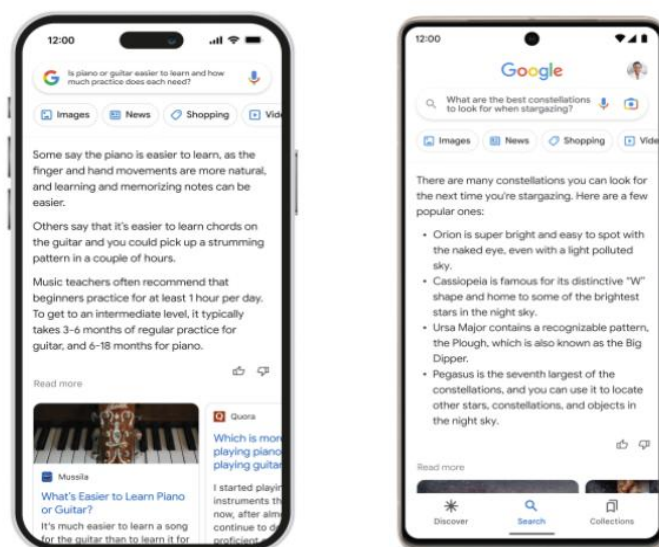 12:00
Is piano or guitar easier to learn and how
much practice does each need?
Images News Shopping
Some say the piano is easier to learn, as the
finger and hand movements are more natural,
and learning and memorizing notes can be
easier.
Others say that it's easier to learn chords on
the guitar and you could pick up a strumming
pattern in a couple of hours.
Music teachers often recommend that
beginners practice for at least 1 hour per day.
To get to an intermediate level, it typically
takes 3-6 months of regular practice for
guitar, and 6-18 months for piano.
Read more
Mussila
What's Easier to Learn Piano
or Guitar?
It's much easier to learn a song
for the guitar than to learn it for
Quora
Which is more
playing piano
playing guitar
I started playin
instruments th
now, after alm
continue to d
proficient
12:00
Google
What are the best constellations
to look for when stargazing?
Images News Shopping Vide
There are many constellations you can look for
the next time you're stargazing. Here are a few
popular ones:
• Orion is super bright and easy to spot with
the naked eye, even with a light polluted
sky.
• Cassiopeia is famous for its distinctive "W"
shape and home to some of the brightest
stars in the night sky.
• Ursa Major contains a recognizable pattern,
the Plough, which is also known as the Big
Dipper.
• Pegasus is the seventh largest of the
constellations, and you can use it to locate
other stars, constellations, and objects in
the night sky.
Read more
Discover Search Collections